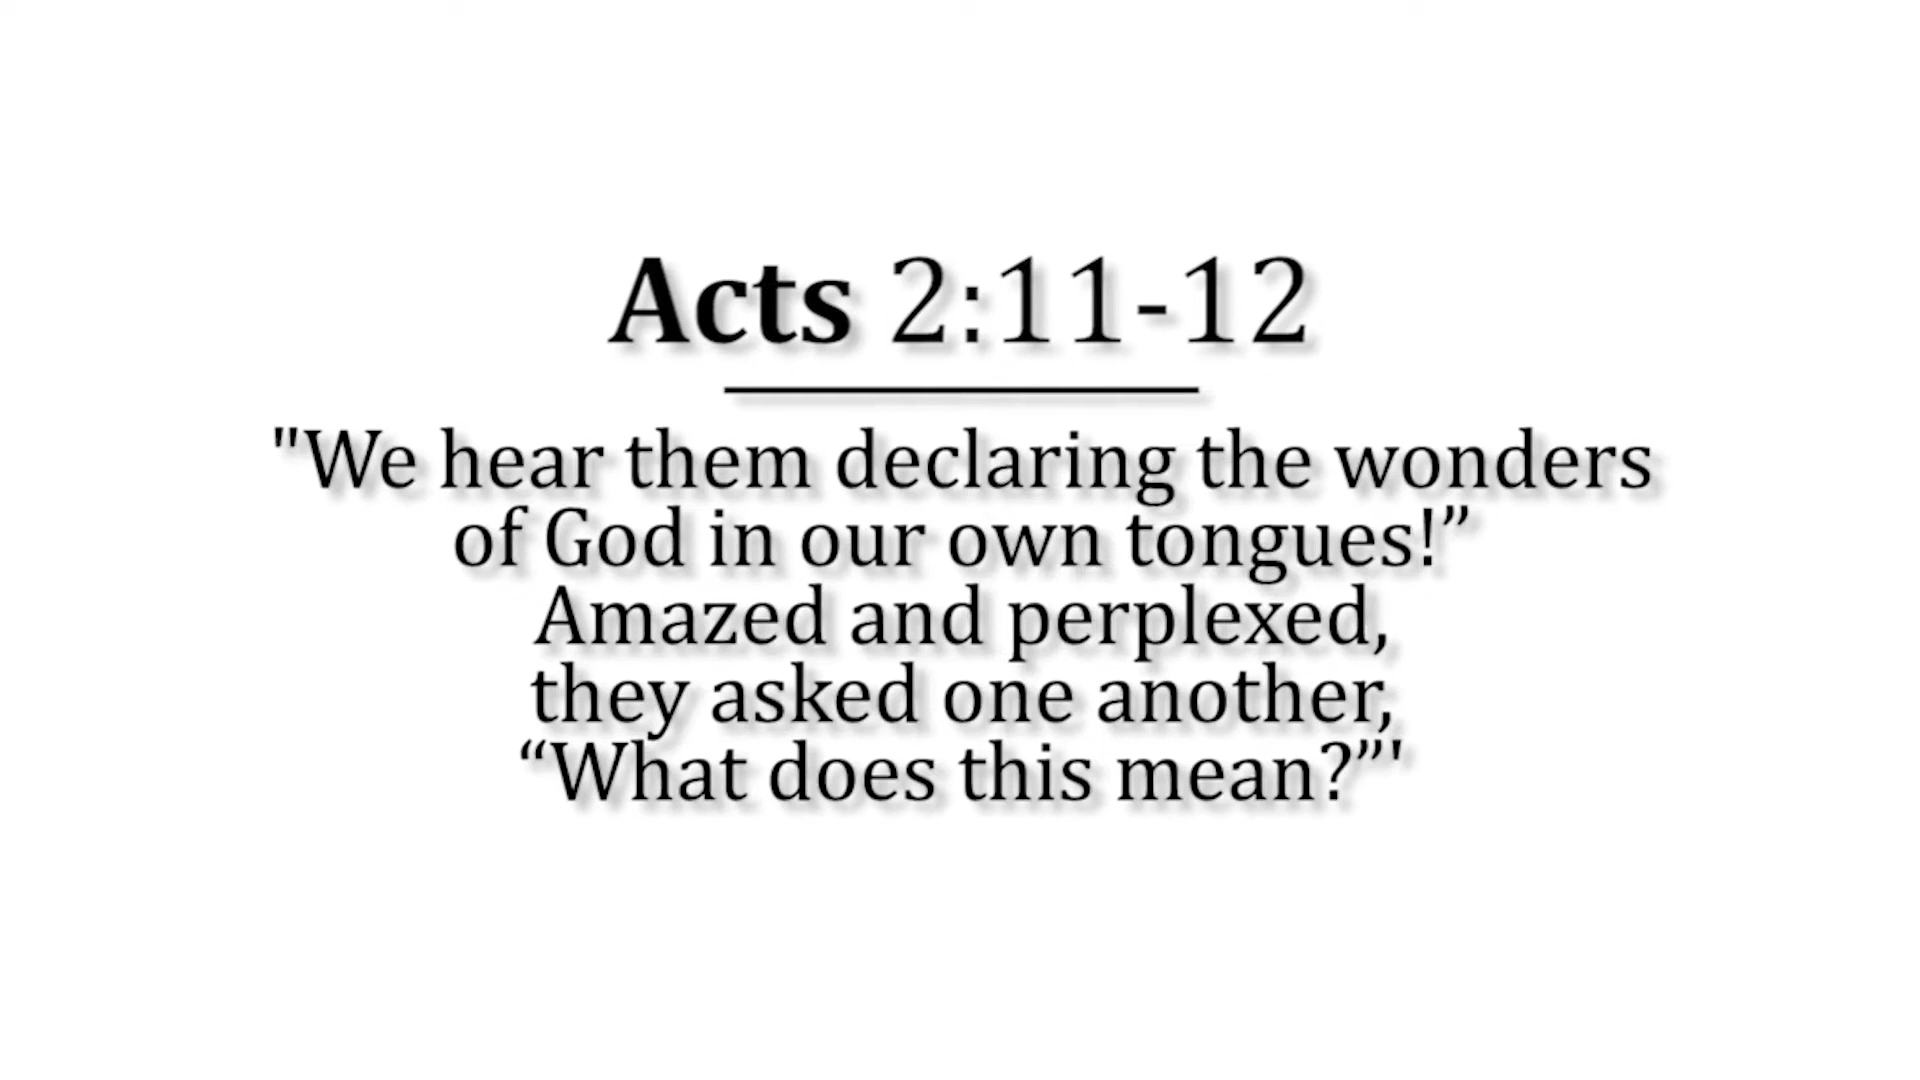 Acts 2:11-12
"We hear them declaring the wonders
of God in our own tongues!”
Amazed and perplexed,
they asked one another,
“What does this mean?”'